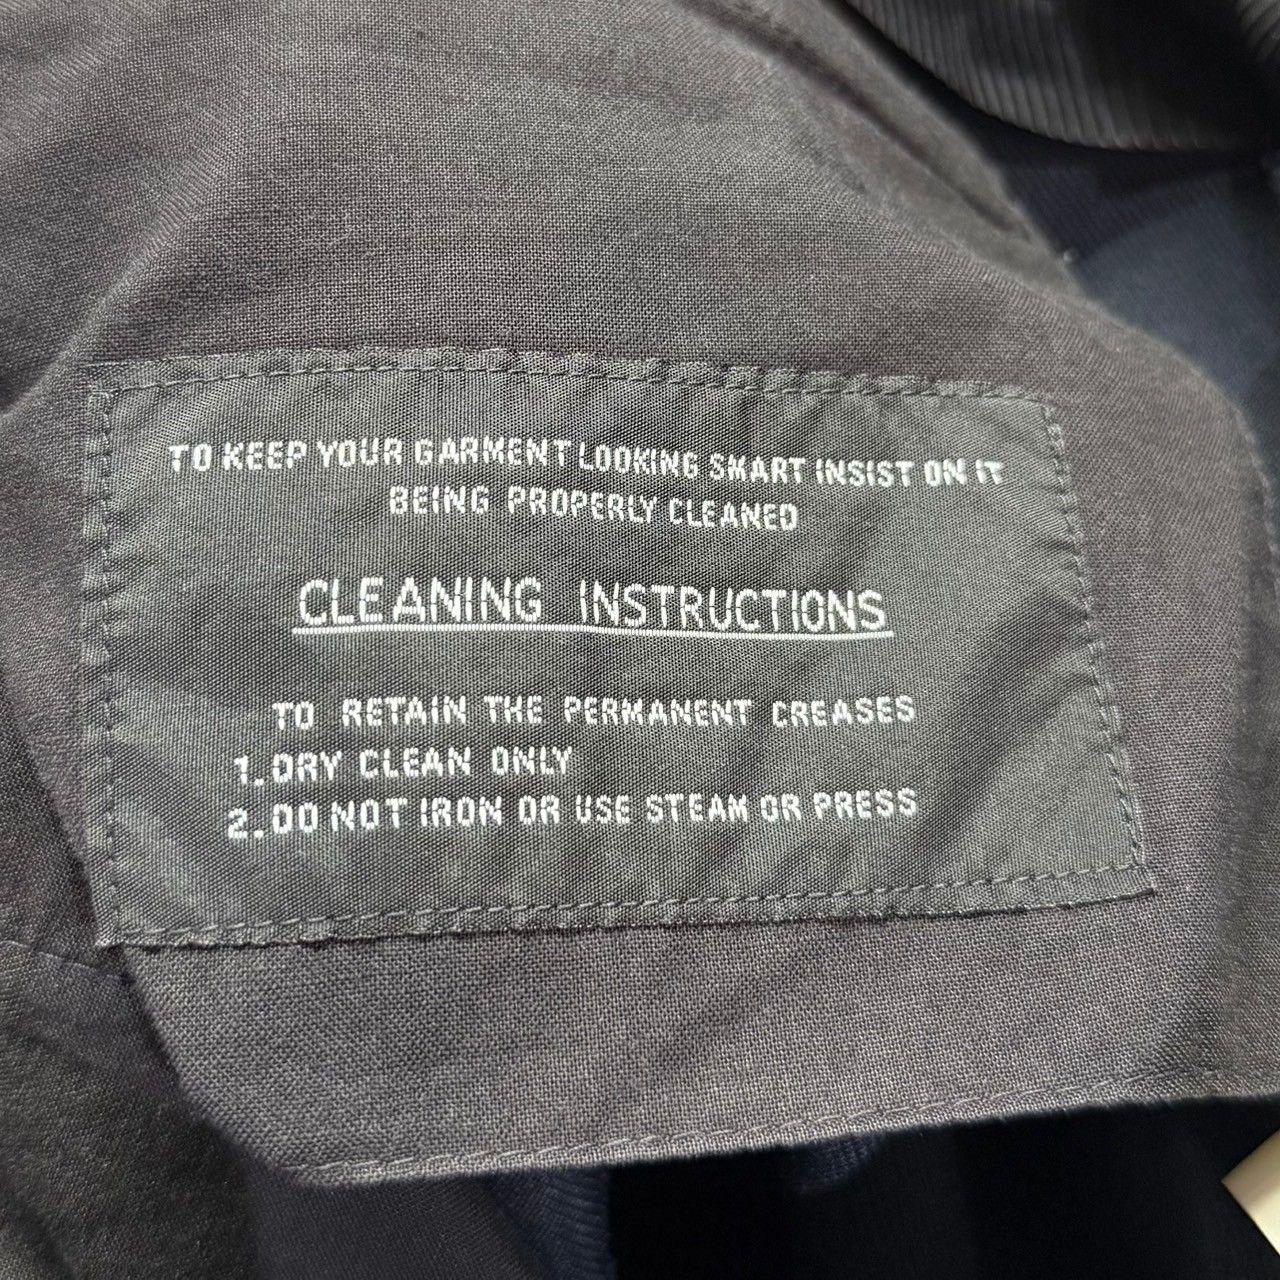 TO KEEP YOUR GARMENT LOOKING SMART INSIST ON IT
BEING PROPERLY CLEANED
CLEANING INSTRUCTIONS
TO RETAIN THE PERMANENT CREASES
1. DRY CLEAN ONLY
2. DO NOT IRON OR USE STEAM OR PRESS